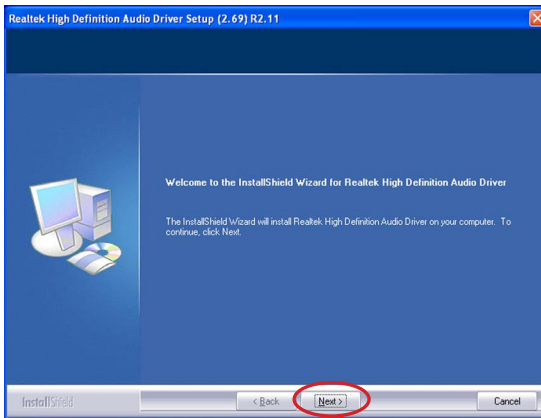 Realtek High Definition Audio Driver Setup (2.69) R2.11
Welcome to the InstallShield Wizard for Realtek High Definition Audio Driver
The InstallShield Wizard will install Realtek High Definition Audio Driver on your computer. To
continue, click Next.
InstallShield
< Back Next > Cancel